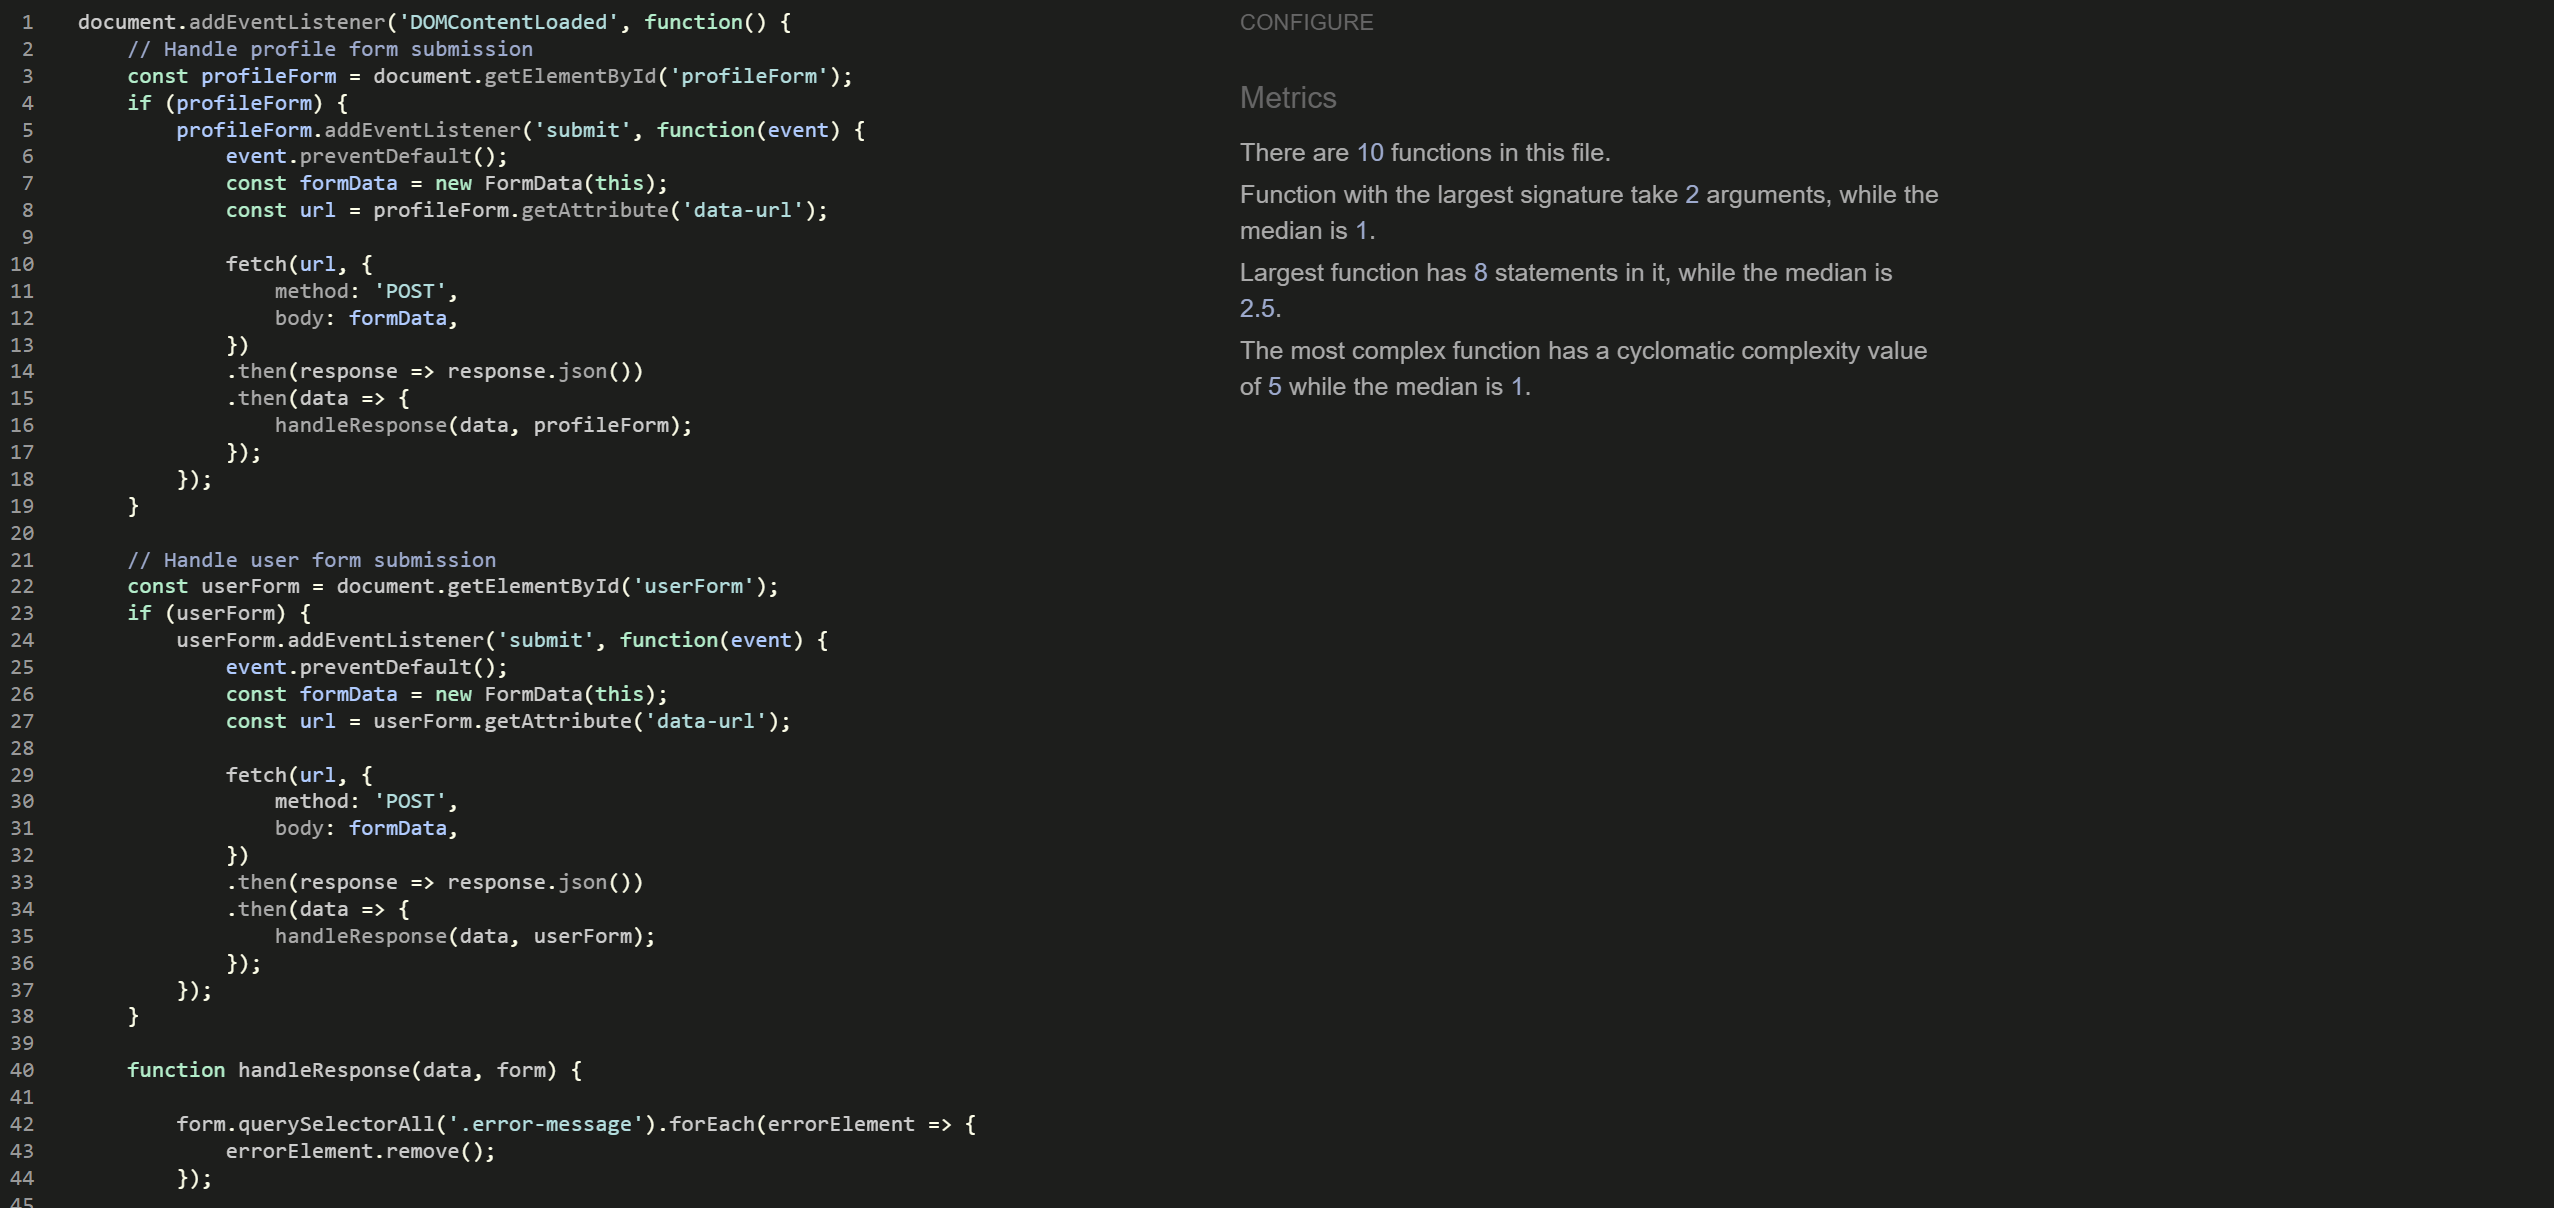 1 document.addEventListener('DOMContentLoaded', function() {
2 // Handle profile form submission
3 const profileForm = document.getElementById('profileForm');
4 if (profileForm) {
5 profileForm.addEventListener('submit', function(event) {
6 event.preventDefault();
7 const formData = new FormData(this);
8 const url = profileForm.getAttribute('data-url');
9
10 fetch(url, {
11 method: 'POST',
12 body: formData,
13 })
14 .then(response => response.json())
15 .then(data => {
16 handleResponse(data, profileForm);
17 });
18 });
19 }
20
21 // Handle user form submission
22 const userForm = document.getElementById('userForm');
23 if (userForm) {
24 userForm.addEventListener('submit', function(event) {
25 event.preventDefault();
26 const formData = new FormData(this);
27 const url = userForm.getAttribute('data-url');
28
29 fetch(url, {
30 method: 'POST',
31 body: formData,
32 })
33 .then(response => response.json())
34 .then(data => {
35 handleResponse(data, userForm);
36 });
37 });
38 }
39
40 function handleResponse(data, form) {
41
42 form.querySelectorAll('.error-message').forEach(errorElement => {
43 errorElement.remove();
44 });
45
CONFIGURE
Metrics
There are 10 functions in this file.
Function with the largest signature take 2 arguments, while the
median is 1.
Largest function has 8 statements in it, while the median is
2.5.
The most complex function has a cyclomatic complexity value
of 5 while the median is 1.